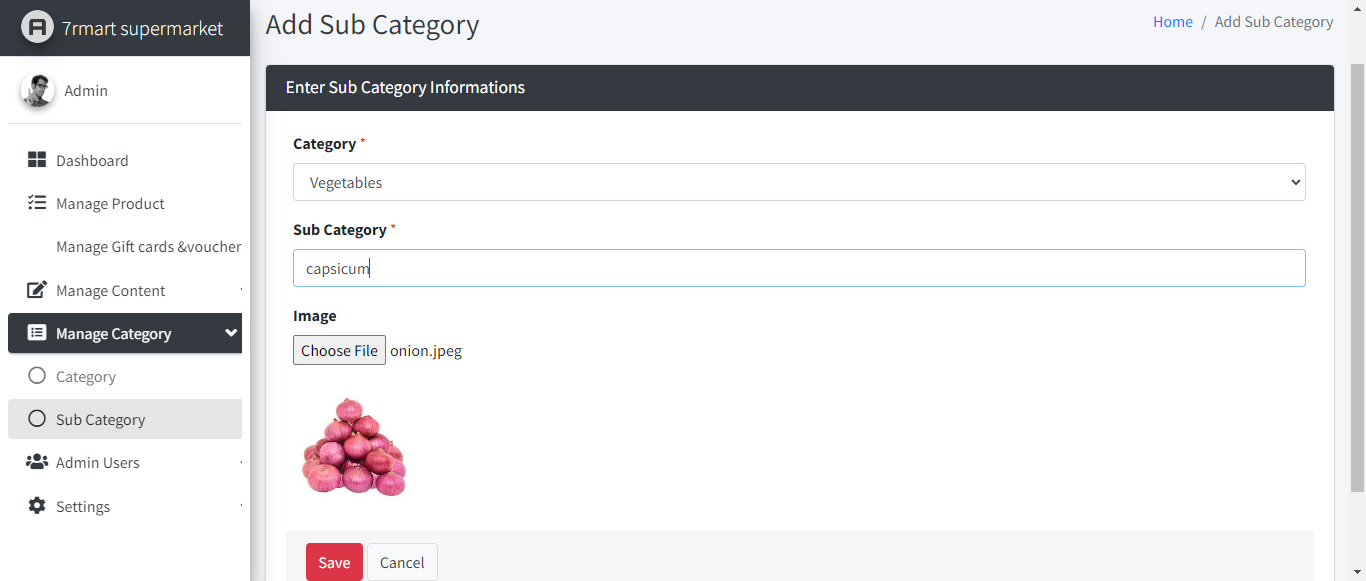 7rmart supermarket
Admin
Dashboard
Manage Product
Manage Gift cards &voucher
Manage Content
Manage Category
Category
Sub Category
Admin Users
Settings
Add Sub Category
Home / Add Sub Category
Enter Sub Category Informations
Category *
Vegetables
Sub Category *
capsicum
Image
Choose File onion.jpeg
Save Cancel